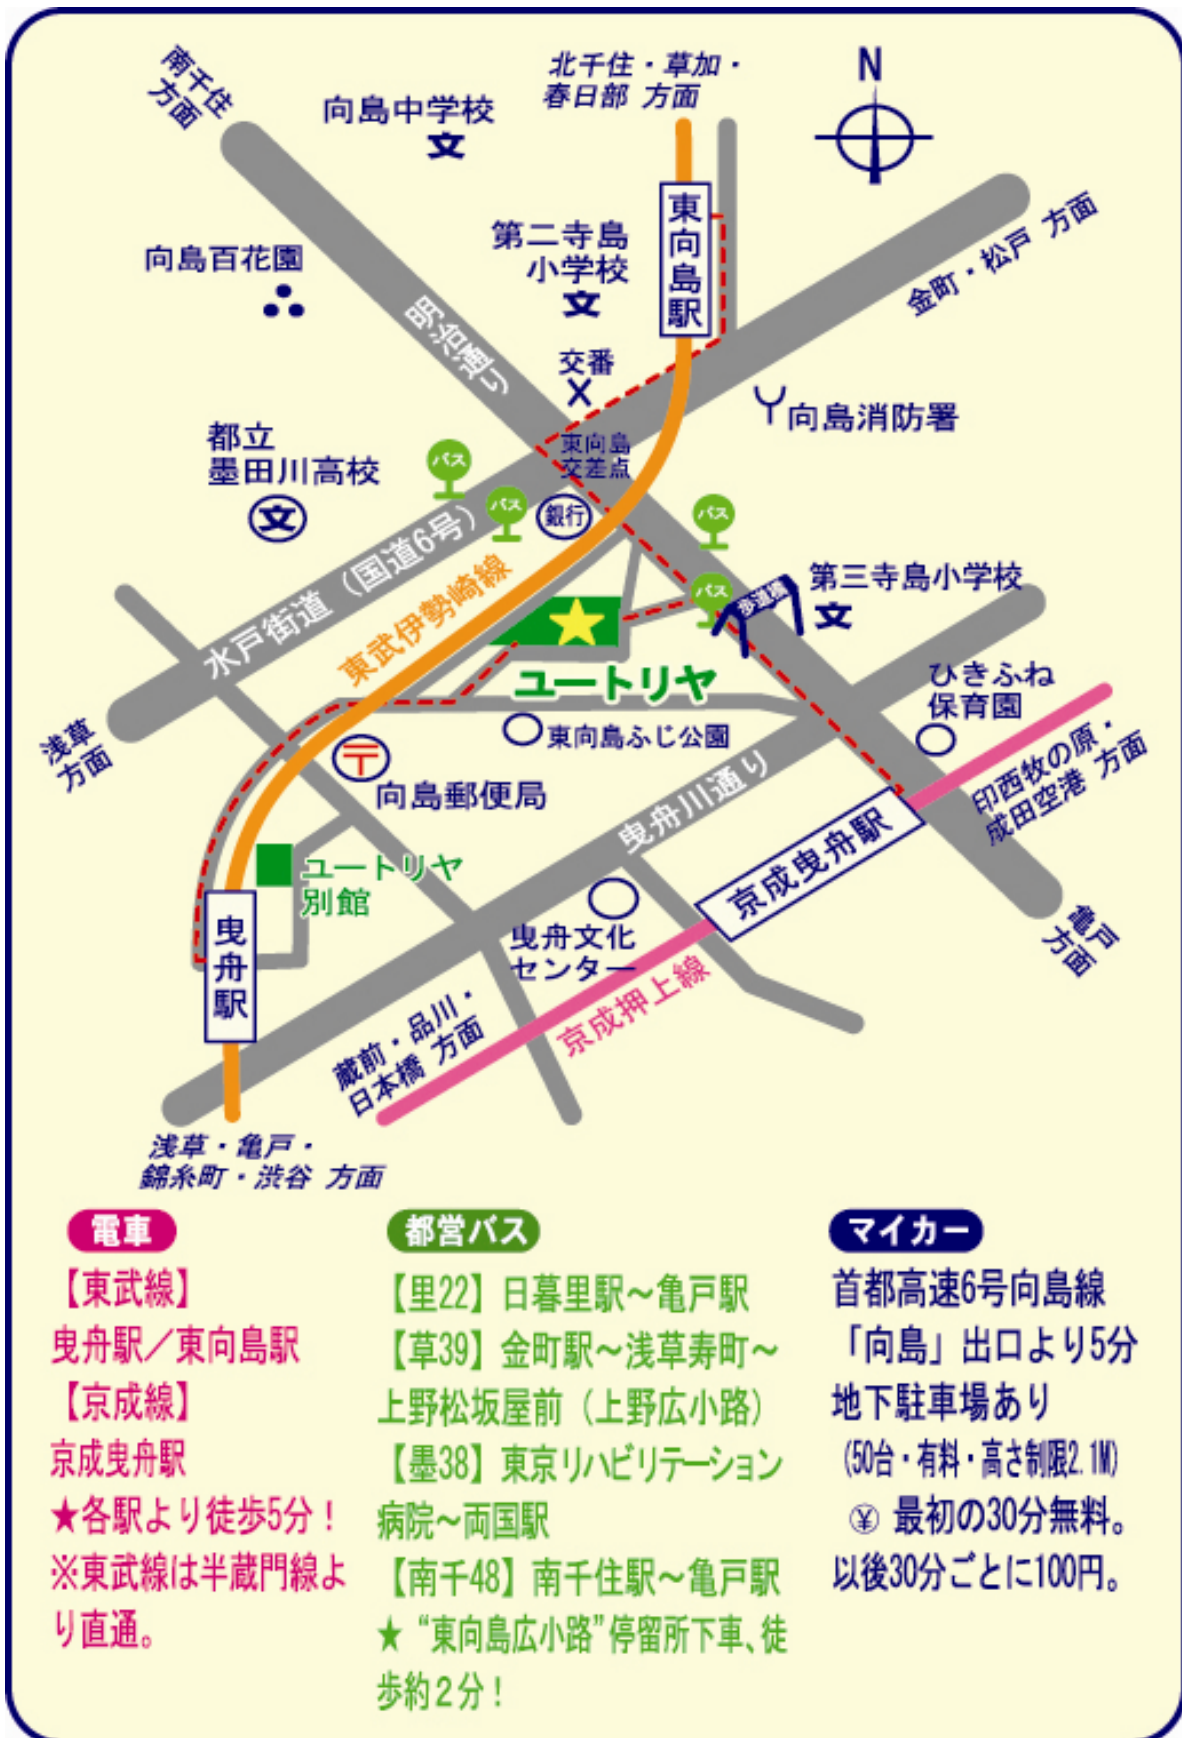 南千住
方面
向島中学校
文
北千住・草加・
春日部 方面
N
東向島駅
第二寺島
小学校
文
向島百花園
金町・松戸 方面
明治通り
交番
向島消防署
東向島
交差点
都立
墨田川高校
文
バス
バス
銀行
バス
バス
水戸街道（国道6号）
東武伊勢崎線
歩道橋
第三寺島小学校
文
ユートリヤ
浅草
方面
ひきふね
保育園
東向島ふじ公園
〒
向島郵便局
曳舟川通り
印西牧の原・
成田空港 方面
京成曳舟駅
ユートリヤ
別館
曳舟駅
曳舟文化
センター
亀戸
方面
京成押上線
蔵前・品川・
日本橋 方面
浅草・亀戸・
錦糸町・渋谷 方面
電車
【東武線】
曳舟駅／東向島駅
【京成線】
京成曳舟駅
★各駅より徒歩5分！
※東武線は半蔵門線よ
り直通。
都営バス
【里22】日暮里駅～亀戸駅
【草39】金町駅～浅草寿町～
上野松坂屋前（上野広小路）
【墨38】東京リハビリテーション
病院～両国駅
【南千48】南千住駅～亀戸駅
★“東向島広小路”停留所下車、徒
歩約２分！
マイカー
首都高速6号向島線
「向島」出口より5分
地下駐車場あり
（50台・有料・高さ制限2.1M）
¥ 最初の30分無料。
以後30分ごとに100円。